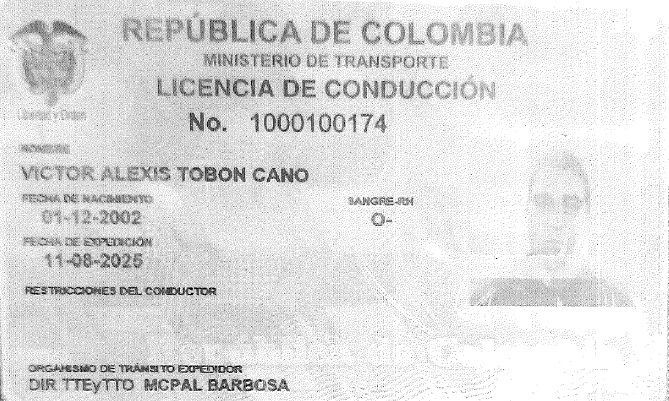 REPÚBLICA DE COLOMBIA
MINISTERIO DE TRANSPORTE
LICENCIA DE CONDUCCIÓN
Libertad y Orden
No. 1000100174
NOMBRE
VICTOR ALEXIS TOBON CANO
FECHA DE NACIMIENTO
01-12-2002
SANGRE-RH
O-
FECHA DE EXPEDICIÓN
11-08-2025
RESTRICCIONES DEL CONDUCTOR
ORGANISMO DE TRÁNSITO EXPEDIDOR
DIR TTEyTTO MCPAL BARBOSA